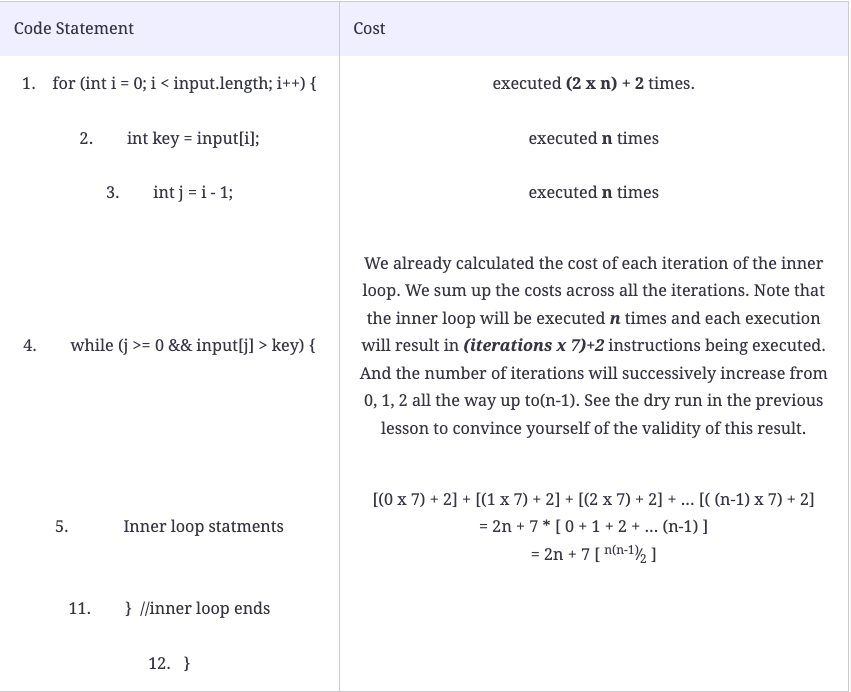 Code Statement
Cost
1. for (int i = 0; i < input.length; i++) {
executed (2 x n) + 2 times.
2. int key = input[i];
executed n times
3. int j = i - 1;
executed n times
4. while (j >= 0 && input[j] > key) {
We already calculated the cost of each iteration of the inner
loop. We sum up the costs across all the iterations. Note that
the inner loop will be executed n times and each execution
will result in (iterations x 7)+2 instructions being executed.
And the number of iterations will successively increase from
0, 1, 2 all the way up to(n-1). See the dry run in the previous
lesson to convince yourself of the validity of this result.
5. Inner loop statments
[(0 x 7) + 2] + [(1 x 7) + 2] + [(2 x 7) + 2] + ... [( (n-1) x 7) + 2]
= 2n + 7 * [ 0 + 1 + 2 + ... (n-1) ]
= 2n + 7 [ n(n-1)⁄2 ]
11. } //inner loop ends
12. }